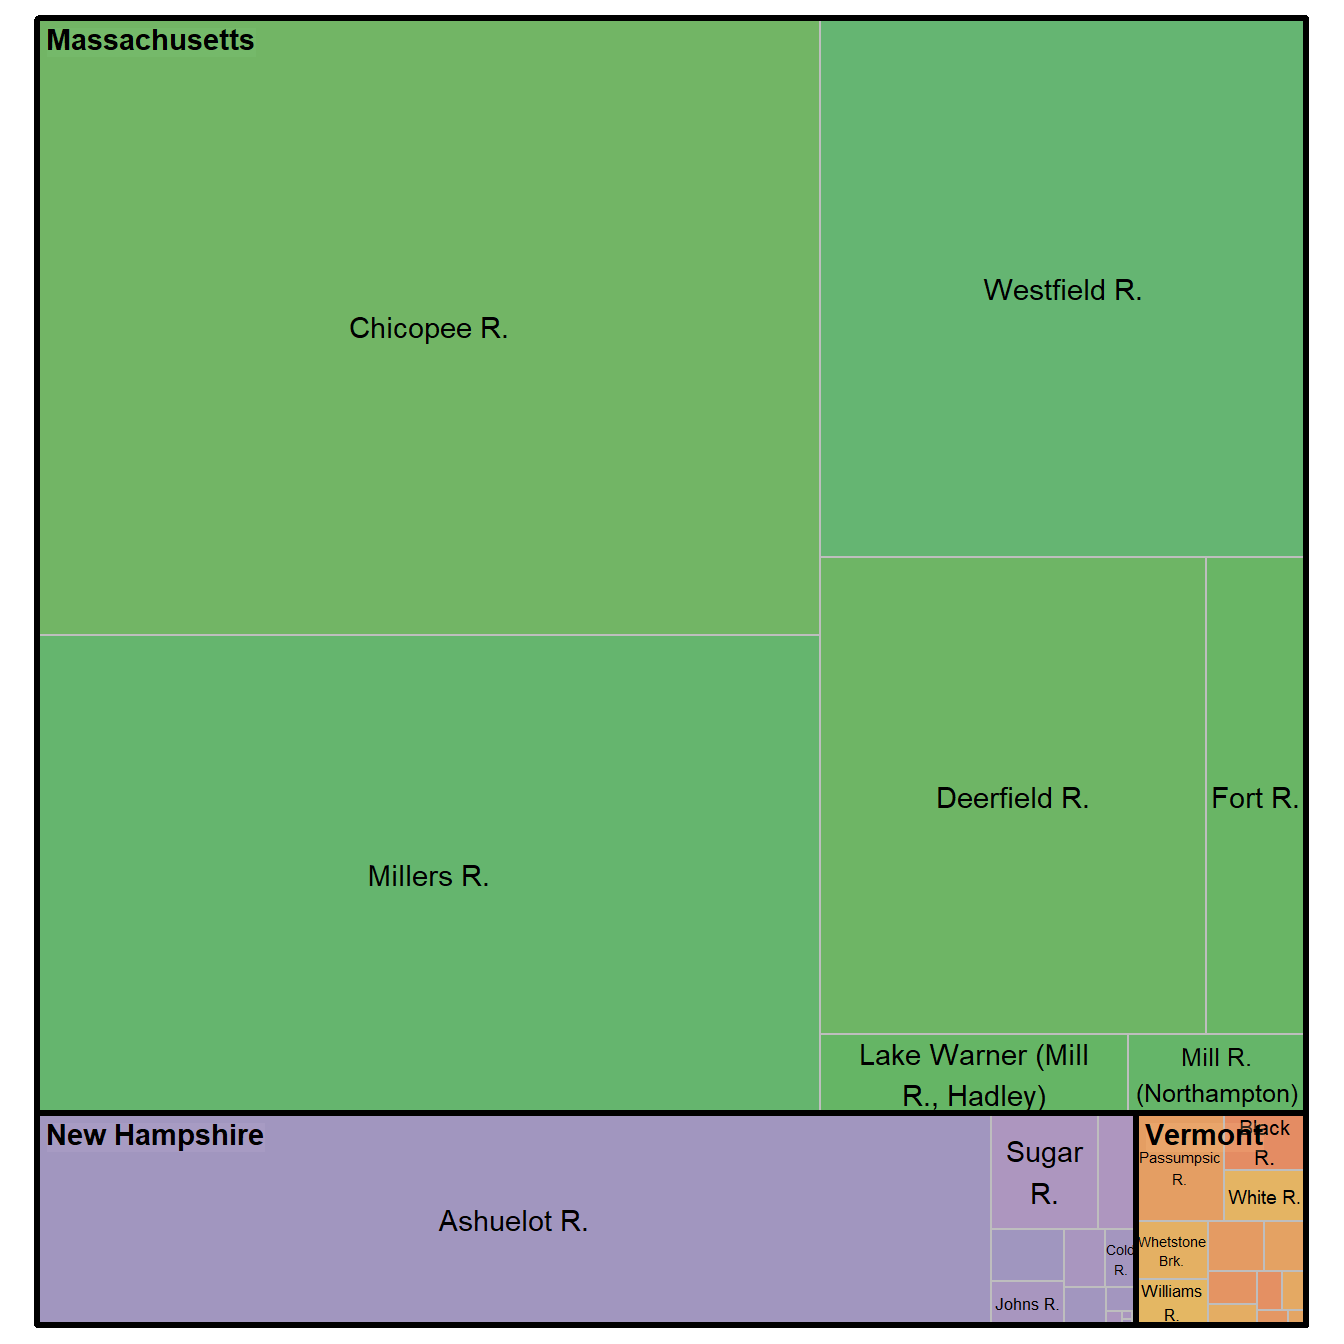 Massachusetts
Westfield R.
Chicopee R.
Deerfield R.
Fort R.
Millers R.
Lake Warner (Mill
R., Hadley)
Mill R.
(Northampton)
New Hampshire
Ashuelot R.
Sugar
R.
Cold
R.
Johns R.
Vermont
Black
R.
Passumpsic
R.
White R.
Whetstone
Brk.
Williams
R.